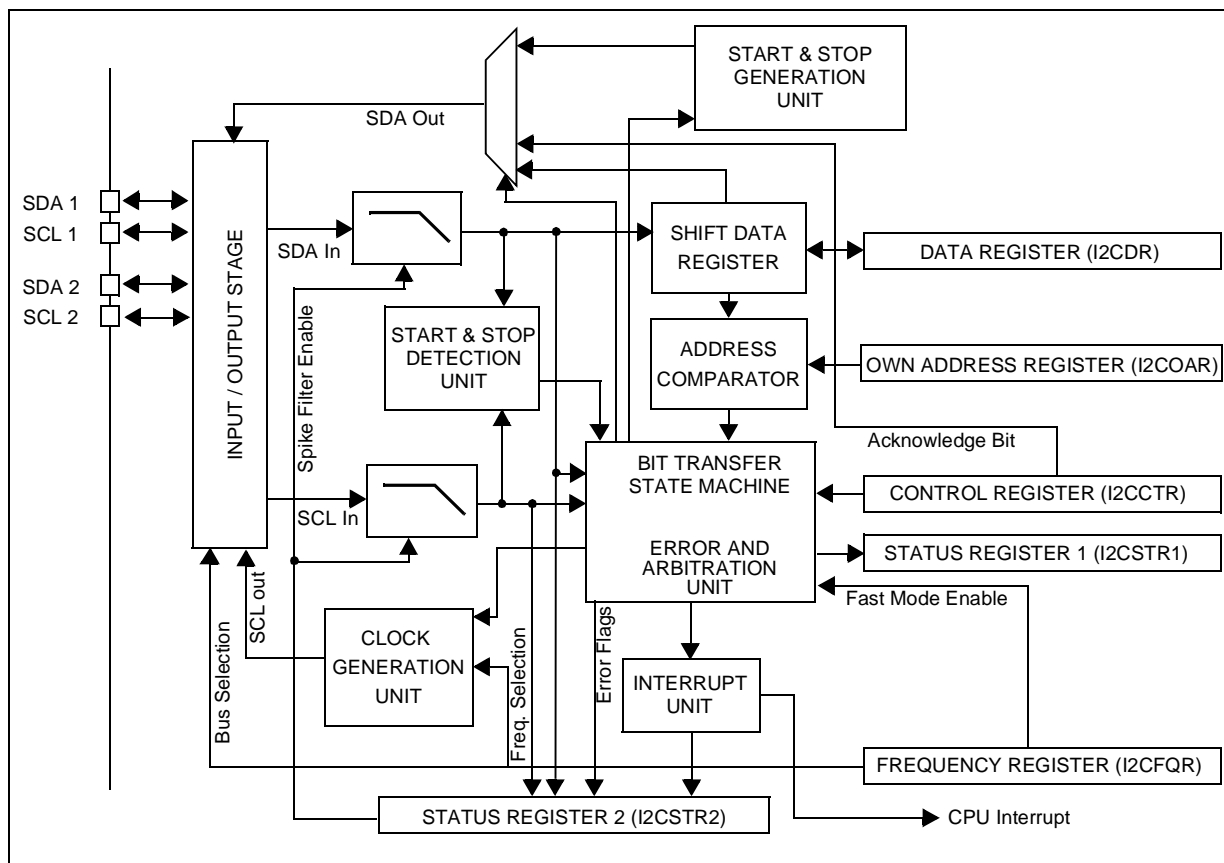 START & STOP
GENERATION
UNIT
SDA Out
SDA 1
SCL 1
SDA 2
SCL 2
INPUT / OUTPUT STAGE
SDA In
SHIFT DATA
REGISTER
DATA REGISTER (I2CDR)
Spike Filter Enable
START & STOP
DETECTION
UNIT
ADDRESS
COMPARATOR
OWN ADDRESS REGISTER (I2COAR)
Acknowledge Bit
SCL In
BIT TRANSFER
STATE MACHINE
ERROR AND
ARBITRATION
UNIT
CONTROL REGISTER (I2CCTR)
STATUS REGISTER 1 (I2CSTR1)
Fast Mode Enable
Bus Selection
SCL out
CLOCK
GENERATION
UNIT
Freq. Selection
Error Flags
INTERRUPT
UNIT
FREQUENCY REGISTER (I2CFQR)
STATUS REGISTER 2 (I2CSTR2)
CPU Interrupt